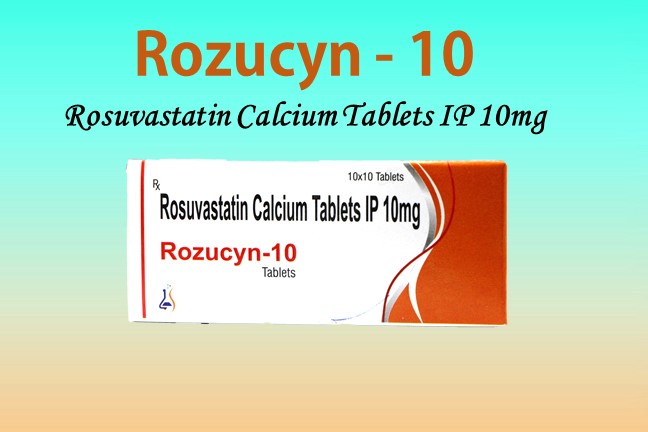 Rozucyn - 10
Rosuvastatin Calcium Tablets IP 10mg
10x10 Tablets
Rx
Rosuvastatin Calcium Tablets IP 10mg
Rozucyn-10
Tablets